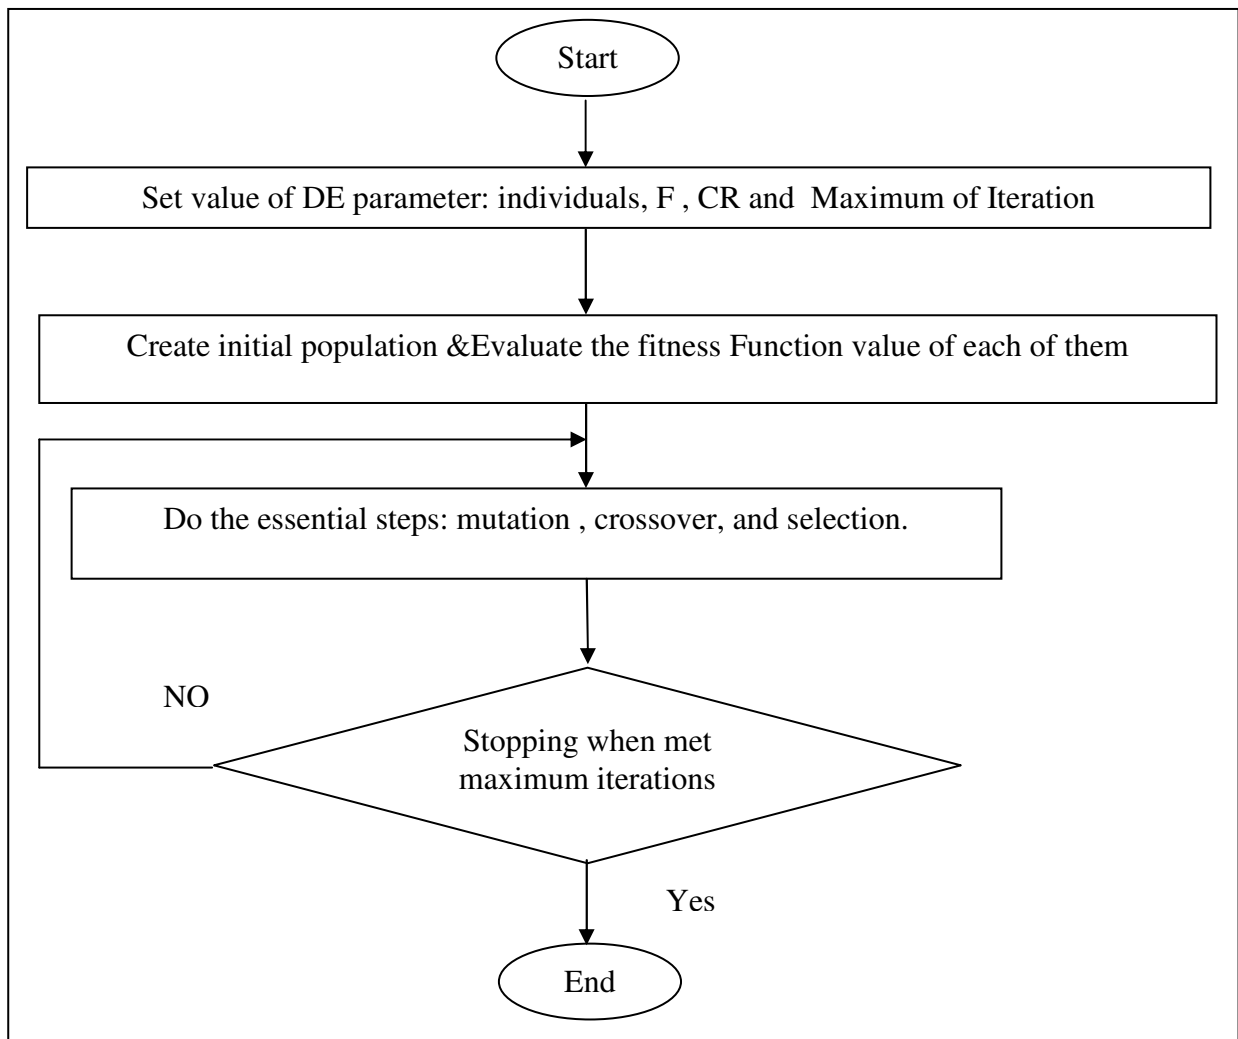 Start
Set value of DE parameter: individuals, F , CR and Maximum of Iteration
Create initial population &Evaluate the fitness Function value of each of them
Do the essential steps: mutation , crossover, and selection.
NO
Stopping when met
maximum iterations
Yes
End